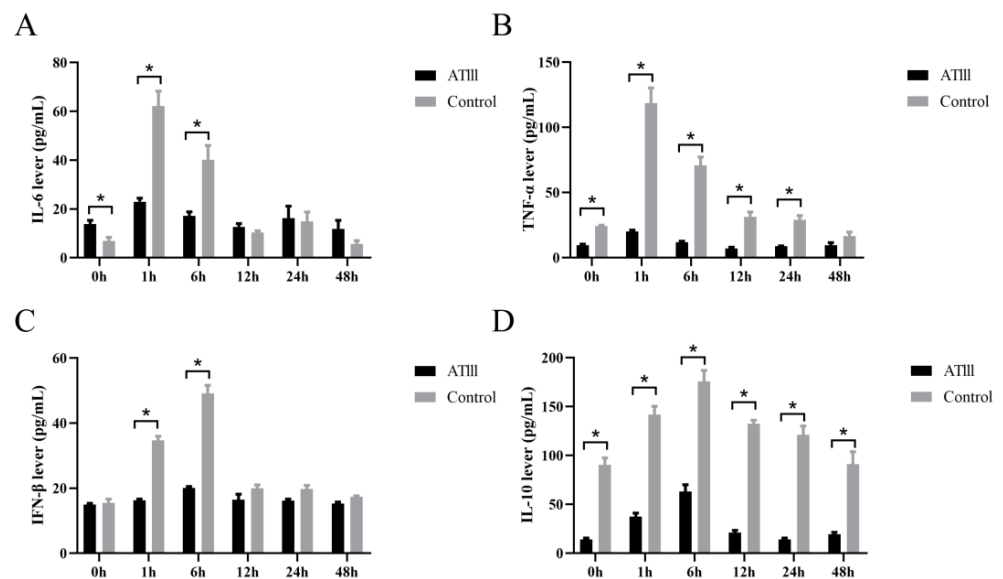 A
IL-6 lever (pg/mL)
80
60
40
20
0
*
*
*
0h 1h 6h 12h 24h 48h
ATlll
Control
B
TNF-α lever (pg/mL)
150
100
50
0
*
*
*
*
*
0h 1h 6h 12h 24h 48h
ATlll
Control
C
IFN-β lever (pg/mL)
60
40
20
0
*
*
0h 1h 6h 12h 24h 48h
ATlll
Control
D
IL-10 lever (pg/mL)
200
150
100
50
0
*
*
*
*
*
*
0h 1h 6h 12h 24h 48h
ATlll
Control